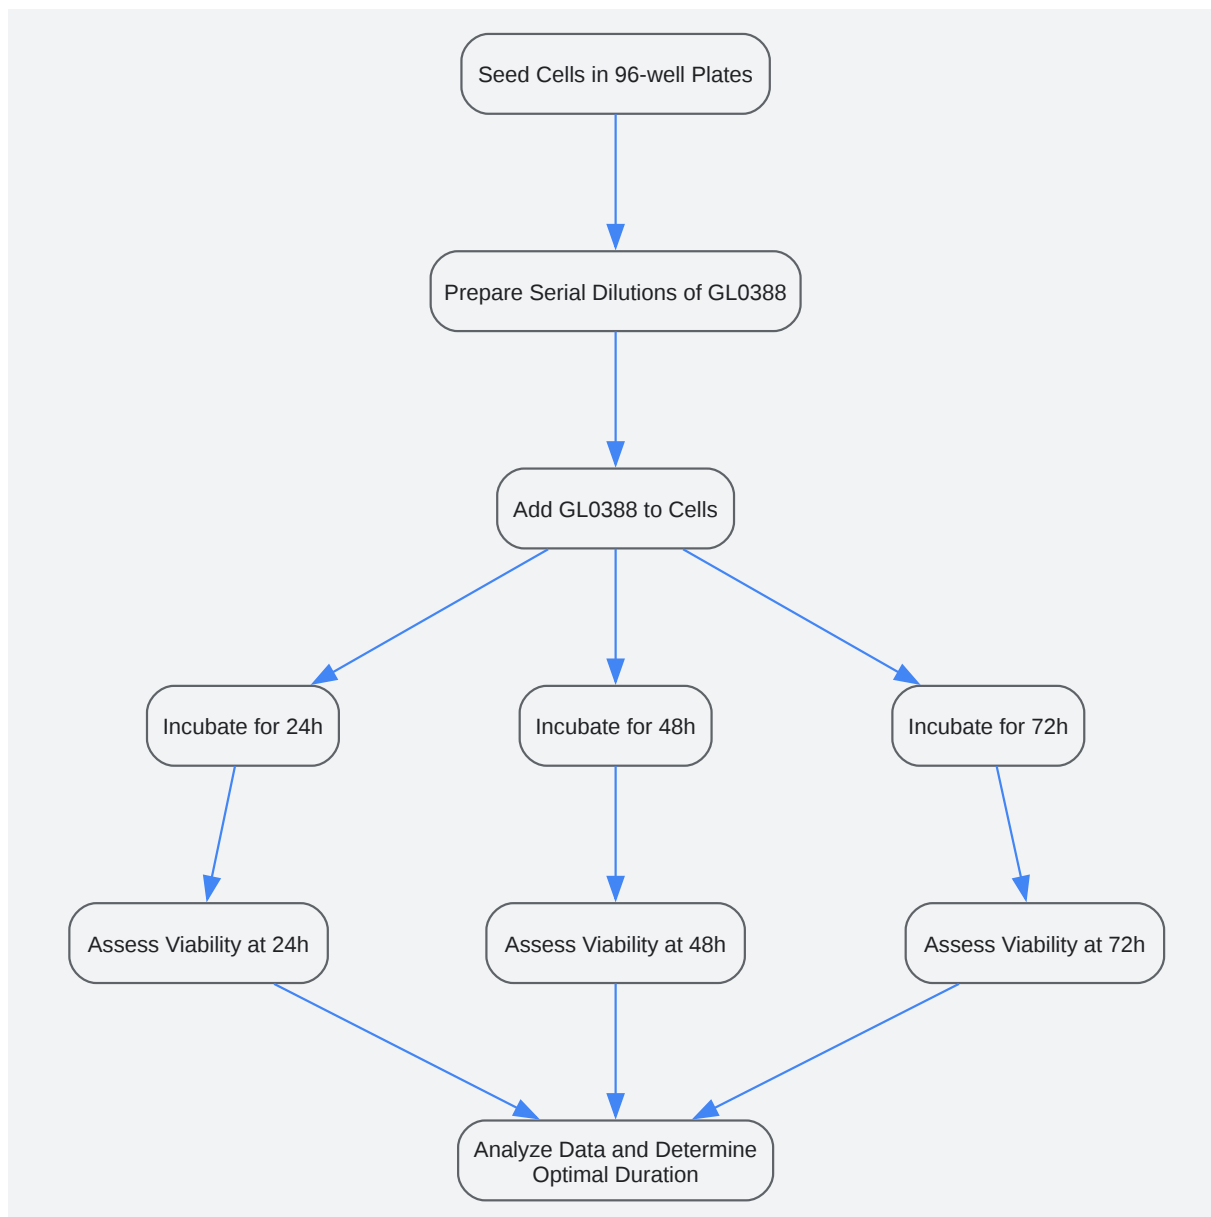 Seed Cells in 96-well Plates
Prepare Serial Dilutions of GL0388
Add GL0388 to Cells
Incubate for 24h
Incubate for 48h
Incubate for 72h
Assess Viability at 24h
Assess Viability at 48h
Assess Viability at 72h
Analyze Data and Determine
Optimal Duration